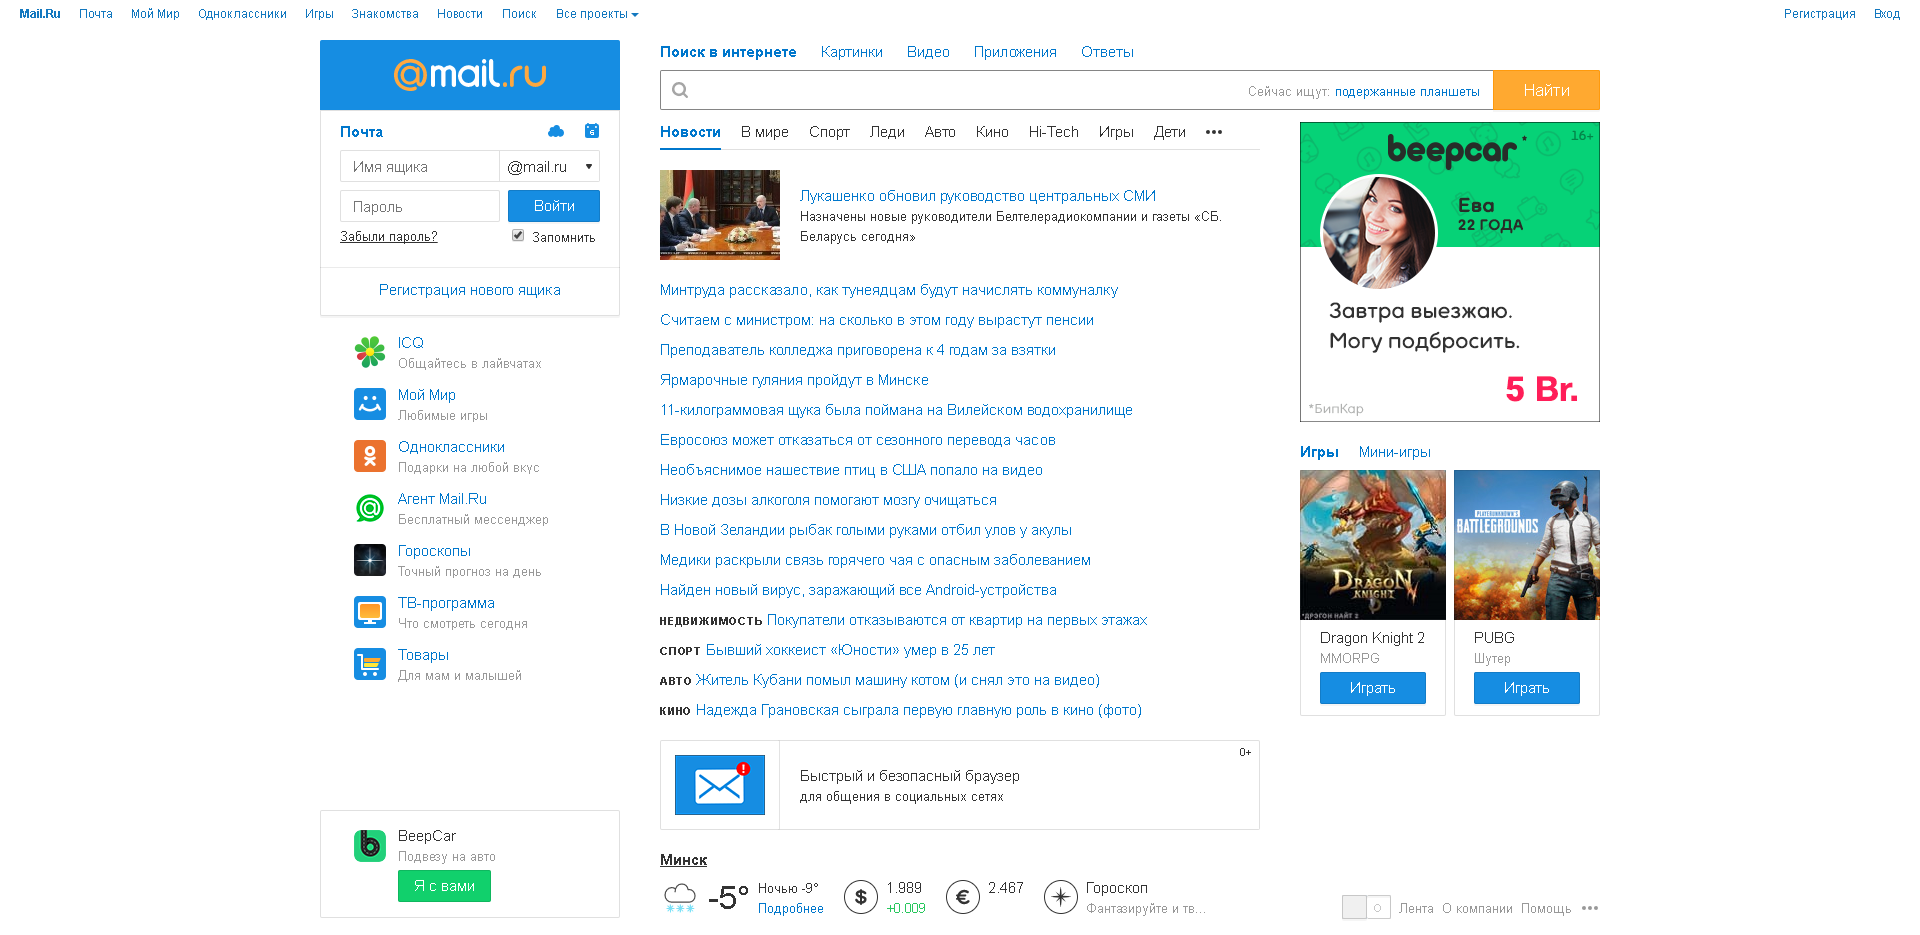 Mail.Ru Почта Мой Мир Одноклассники Игры Знакомства Новости Поиск Все проекты Регистрация Вход
@mail.ru
Почта
6
Имя ящика @mail.ru
Пароль Войти
Забыли пароль? Запомнить
Регистрация нового ящика
ICQ
Общайтесь в лайвчатах
Мой Мир
Любимые игры
Одноклассники
Подарки на любой вкус
Агент Mail.Ru
Бесплатный мессенджер
Гороскопы
Точный прогноз на день
ТВ-программа
Что смотреть сегодня
Товары
Для мам и малышей
BeepCar
Подвезу на авто
Я с вами
Поиск в интернете Картинки Видео Приложения Ответы
Сейчас ищут: подержанные планшеты Найти
Новости В мире Спорт Леди Авто Кино Hi-Tech Игры Дети •••
Лукашенко обновил руководство центральных СМИ
Назначены новые руководители Белтелерадиокомпании и газеты «СБ.
Беларусь сегодня»
Минтруда рассказало, как тунеядцам будут начислять коммуналку
Считаем с министром: на сколько в этом году вырастут пенсии
Преподаватель колледжа приговорена к 4 годам за взятки
Ярмарочные гуляния пройдут в Минске
11-килограммовая щука была поймана на Вилейском водохранилище
Евросоюз может отказаться от сезонного перевода часов
Необъяснимое нашествие птиц в США попало на видео
Низкие дозы алкоголя помогают мозгу очищаться
В Новой Зеландии рыбак голыми руками отбил улов у акулы
Медики раскрыли связь горячего чая с опасным заболеванием
Найден новый вирус, заражающий все Android-устройства
НЕДВИЖИМОСТЬ Покупатели отказываются от квартир на первых этажах
СПОРТ Бывший хоккеист «Юности» умер в 25 лет
АВТО Житель Кубани помыл машину котом (и снял это на видео)
КИНО Надежда Грановская сыграла первую главную роль в кино (фото)
0+
Быстрый и безопасный браузер
для общения в социальных сетях
Минск
-5° Ночью -9° Подробнее
$ 1.989 +0.009
€ 2.467
Гороскоп
Фантазируйте и тв...
beepcar* 16+
Ева
22 ГОДА
Завтра выезжаю.
Могу подбросить.
5 Br.
*БипКар
Игры Мини-игры
DRAGON
KNIGHT
*ДРЭГОН НАЙТ 2
Dragon Knight 2
MMORPG
Играть
PLAYERUNKNOWN'S
BATTLEGROUNDS
PUBG
Шутер
Играть
Лента О компании Помощь •••